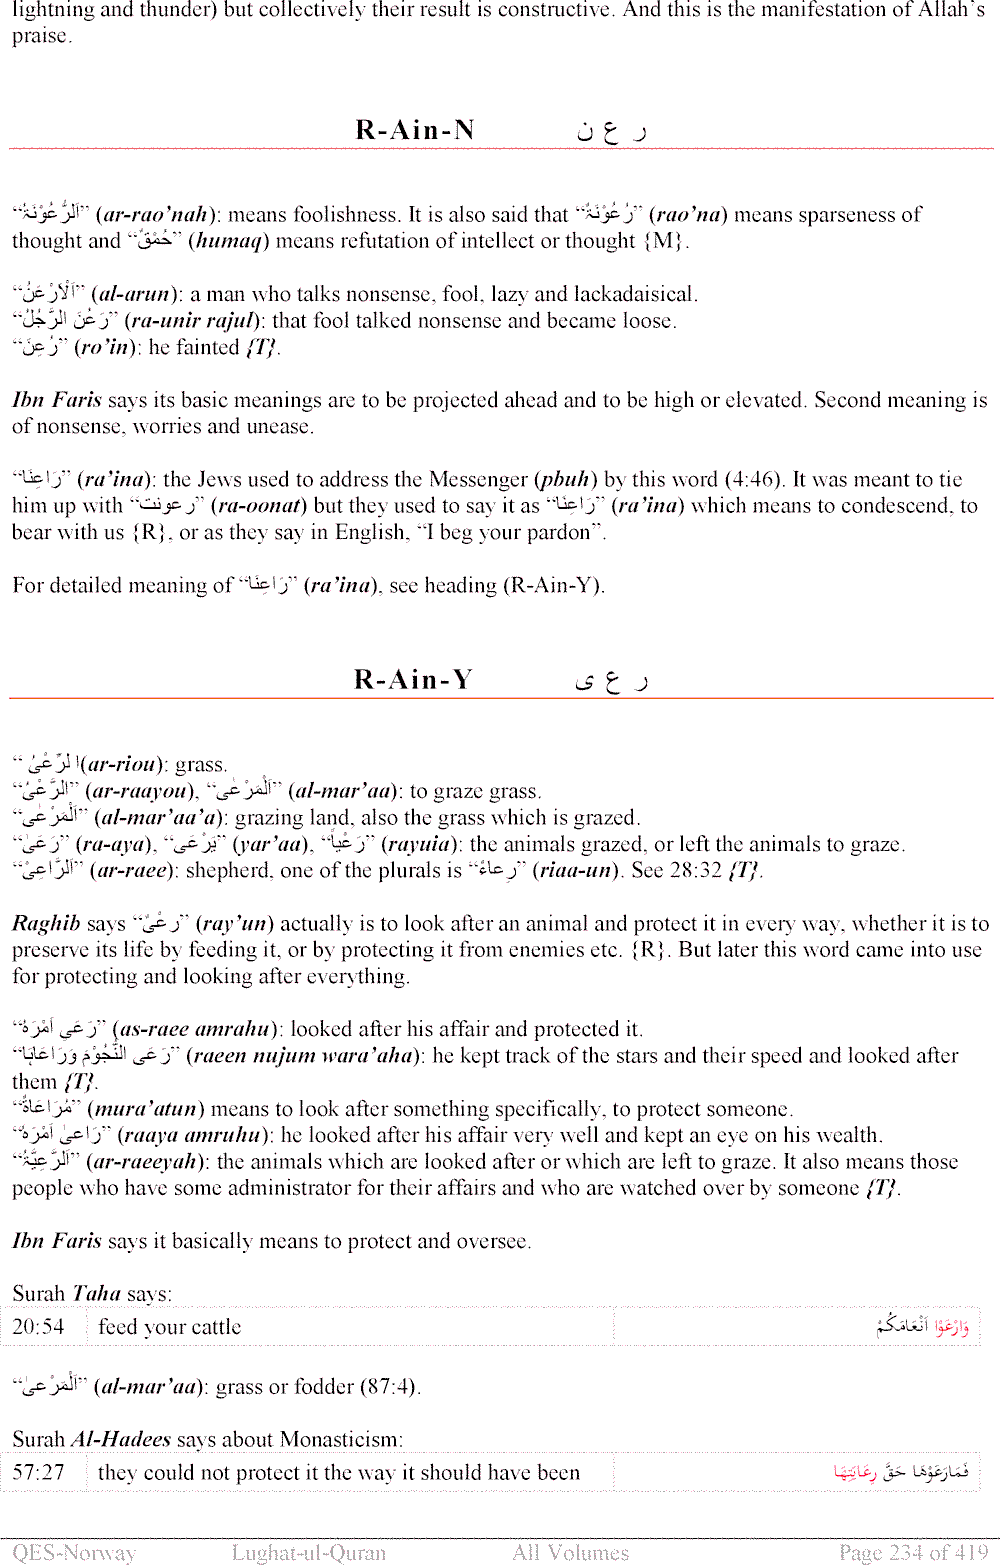 lightning and thunder) but collectively their result is constructive. And this is the manifestation of Allah's
praise.
R-Ain-N ر ع ن
“اَلرُّعُوْنَۃُ” (ar-rao’nah): means foolishness. It is also said that “رُعُوْنَۃٌ” (rao’na) means sparseness of
thought and “حُمْقٌ” (humaq) means refutation of intellect or thought {M}.
“اَلْاَرْعَنُ” (al-arun): a man who talks nonsense, fool, lazy and lackadaisical.
“رَعُنَ الرَّجُلُ” (ra-unir rajul): that fool talked nonsense and became loose.
“رُعِنَ” (ro’in): he fainted {T}.
Ibn Faris says its basic meanings are to be projected ahead and to be high or elevated. Second meaning is
of nonsense, worries and unease.
“رَاعِنَا” (ra’ina): the Jews used to address the Messenger (pbuh) by this word (4:46). It was meant to tie
him up with “رعونت” (ra-oonat) but they used to say it as “رَاعِنَا” (ra’ina) which means to condescend, to
bear with us {R}, or as they say in English, “I beg your pardon”.
For detailed meaning of “رَاعِنَا” (ra’ina), see heading (R-Ain-Y).
R-Ain-Y ر ع ی
“ ا لرِّعْیُ(ar-riou): grass.
“الرَّعْیُ” (ar-raayou), “اَلْمَرْعٰی” (al-mar’aa): to graze grass.
“اَلْمَرْعٰی” (al-mar’aa’a): grazing land, also the grass which is grazed.
“رَعَیٰ” (ra-aya), “یَرْعَی” (yar’aa), “رَعْیاً” (rayuia): the animals grazed, or left the animals to graze.
“اَلرَّاعِیْ” (ar-raee): shepherd, one of the plurals is “رِعاءٌ” (riaa-un). See 28:32 {T}.
Raghib says “رعْیٌ” (ray’un) actually is to look after an animal and protect it in every way, whether it is to
preserve its life by feeding it, or by protecting it from enemies etc. {R}. But later this word came into use
for protecting and looking after everything.
“رَعَی اَمْرَہٗ” (as-raee amrahu): looked after his affair and protected it.
“رَعَی النُّجُوْمَ وَرَاعَاہَا” (raeen nujum wara’aha): he kept track of the stars and their speed and looked after
them {T}.
“مُرَاعَاۃٌ” (mura’atun) means to look after something specifically, to protect someone.
“رَاعیٰ اَمْرَہٗ” (raaya amruhu): he looked after his affair very well and kept an eye on his wealth.
“اَلرَّعِیَّۃُ” (ar-raeeyah): the animals which are looked after or which are left to graze. It also means those
people who have some administrator for their affairs and who are watched over by someone {T}.
Ibn Faris says it basically means to protect and oversee.
Surah Taha says:
20:54 feed your cattle وَارْعَوْا اَنْعَامَكُمْ
“اَلْمَرْعیٰ” (al-mar’aa): grass or fodder (87:4).
Surah Al-Hadees says about Monasticism:
57:27 they could not protect it the way it should have been فَمَارَعَوْهَا حَقَّ رِعَايَتِهَا
QES-Norway Lughat-ul-Quran All Volumes Page 234 of 419